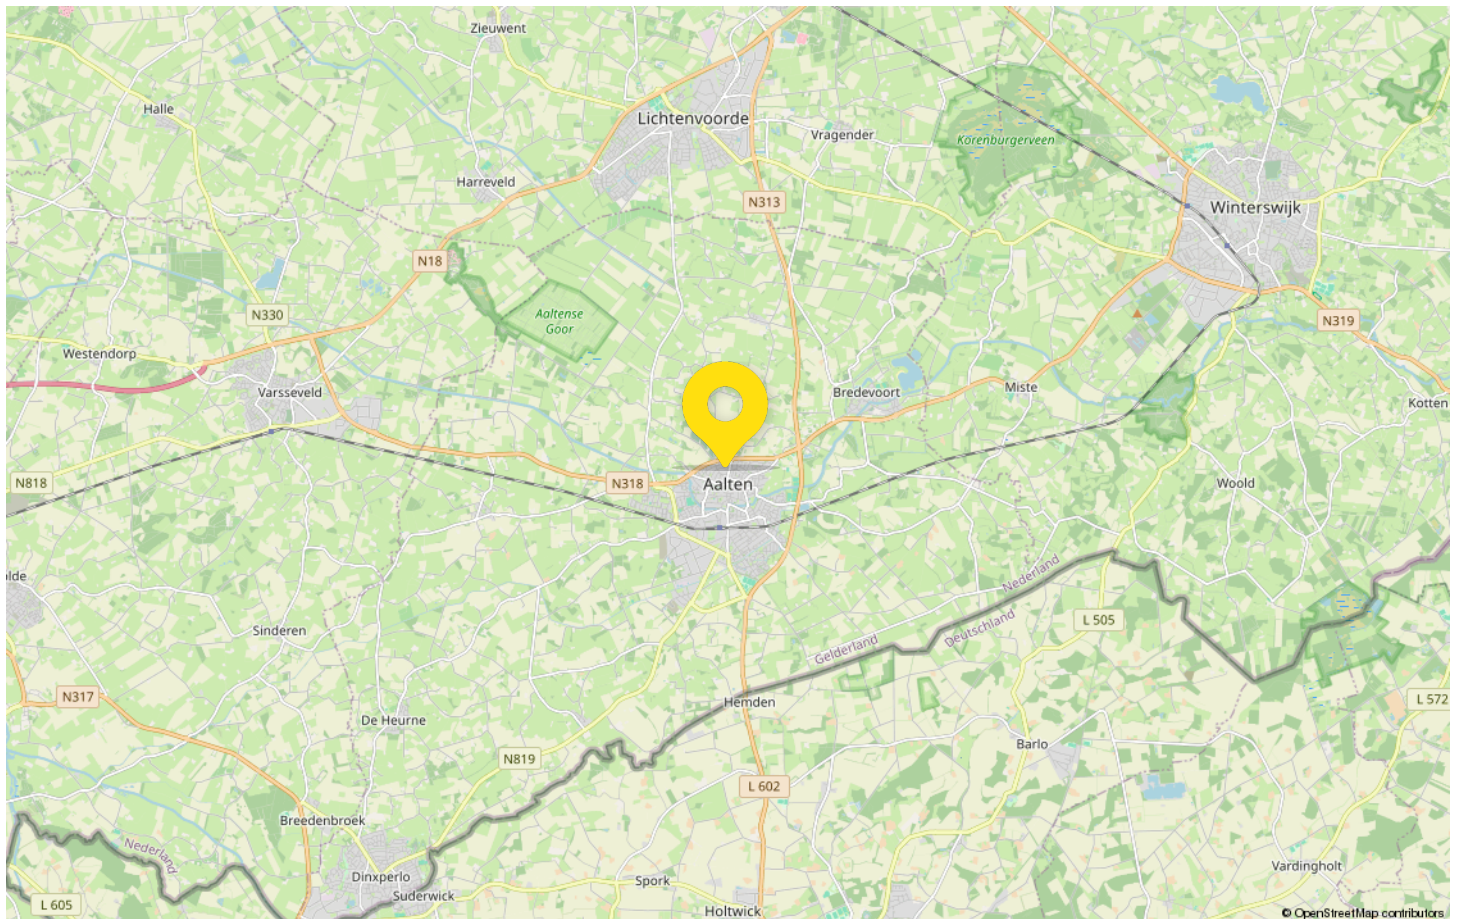 Zieuwent
Halle
Lichtenvoorde
Vragender
Korenburgerveen
Harreveld
N313
Winterswijk
N18
N330
Aaltense
Goor
N319
Westendorp
Varsseveld
Bredevoort
Miste
Kotten
N818
N318
Aalten
Woold
olde
Nederland
Gelderland
Deutschland
L 505
Sinderen
N317
De Heurne
Hemden
L 572
Barlo
N819
L 602
Breedenbroek
Nederland
Dinxperlo
Suderwick
Spork
Vardingholt
L 605
Holtwick
© OpenStreetMap contributors